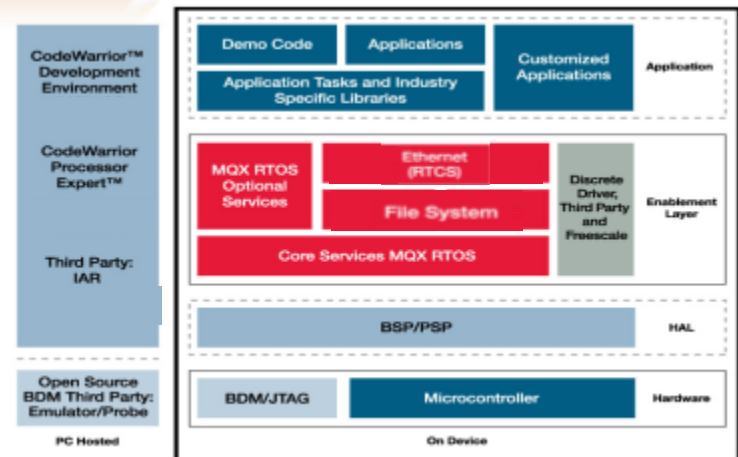 CodeWarrior™
Development
Environment
CodeWarrior
Processor
Expert™
Third Party:
IAR
Open Source
BDM Third Party:
Emulator/Probe
PC Hosted
Demo Code
Applications
Application Tasks and Industry
Specific Libraries
Customized
Applications
Application
MQX RTOS
Optional
Services
Ethernet
(RTCS)
File System
Core Services MQX RTOS
Discrete
Driver,
Third Party
and
Freescale
Enablement
Layer
BSP/PSP
HAL
BDM/JTAG
Microcontroller
Hardware
On Device